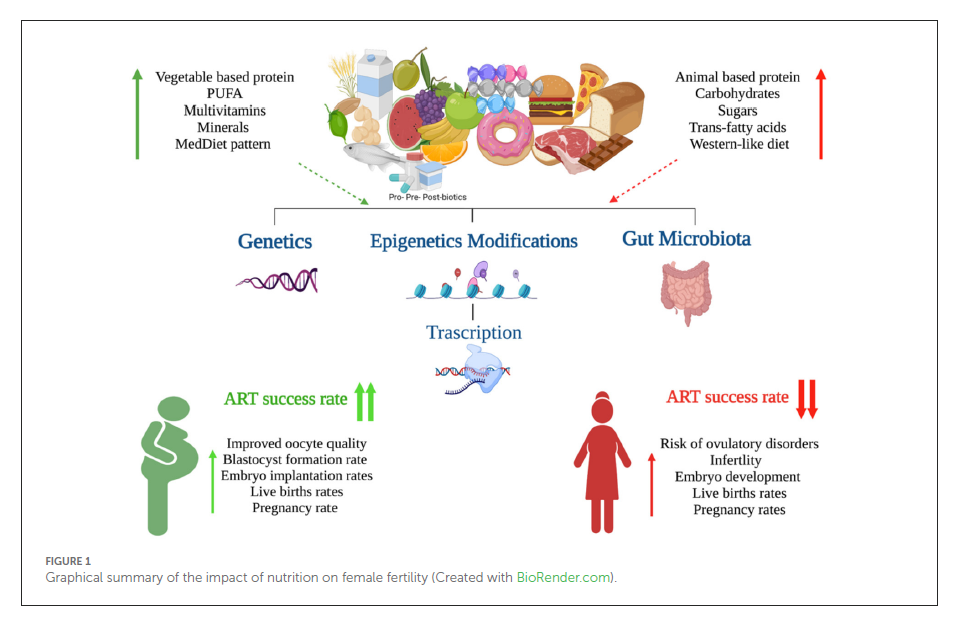 Vegetable based protein
PUFA
Multivitamins
Minerals
MedDiet pattern
Animal based protein
Carbohydrates
Sugars
Trans-fatty acids
Western-like diet
Pro- Pre- Post-biotics
Genetics
Epigenetics Modifications
Gut Microbiota
Trascription
ART success rate
Improved oocyte quality
Blastocyst formation rate
Embryo implantation rates
Live births rates
Pregnancy rate
ART success rate
Risk of ovulatory disorders
Infertlity
Embryo development
Live births rates
Pregnancy rates
FIGURE 1
Graphical summary of the impact of nutrition on female fertility (Created with BioRender.com).